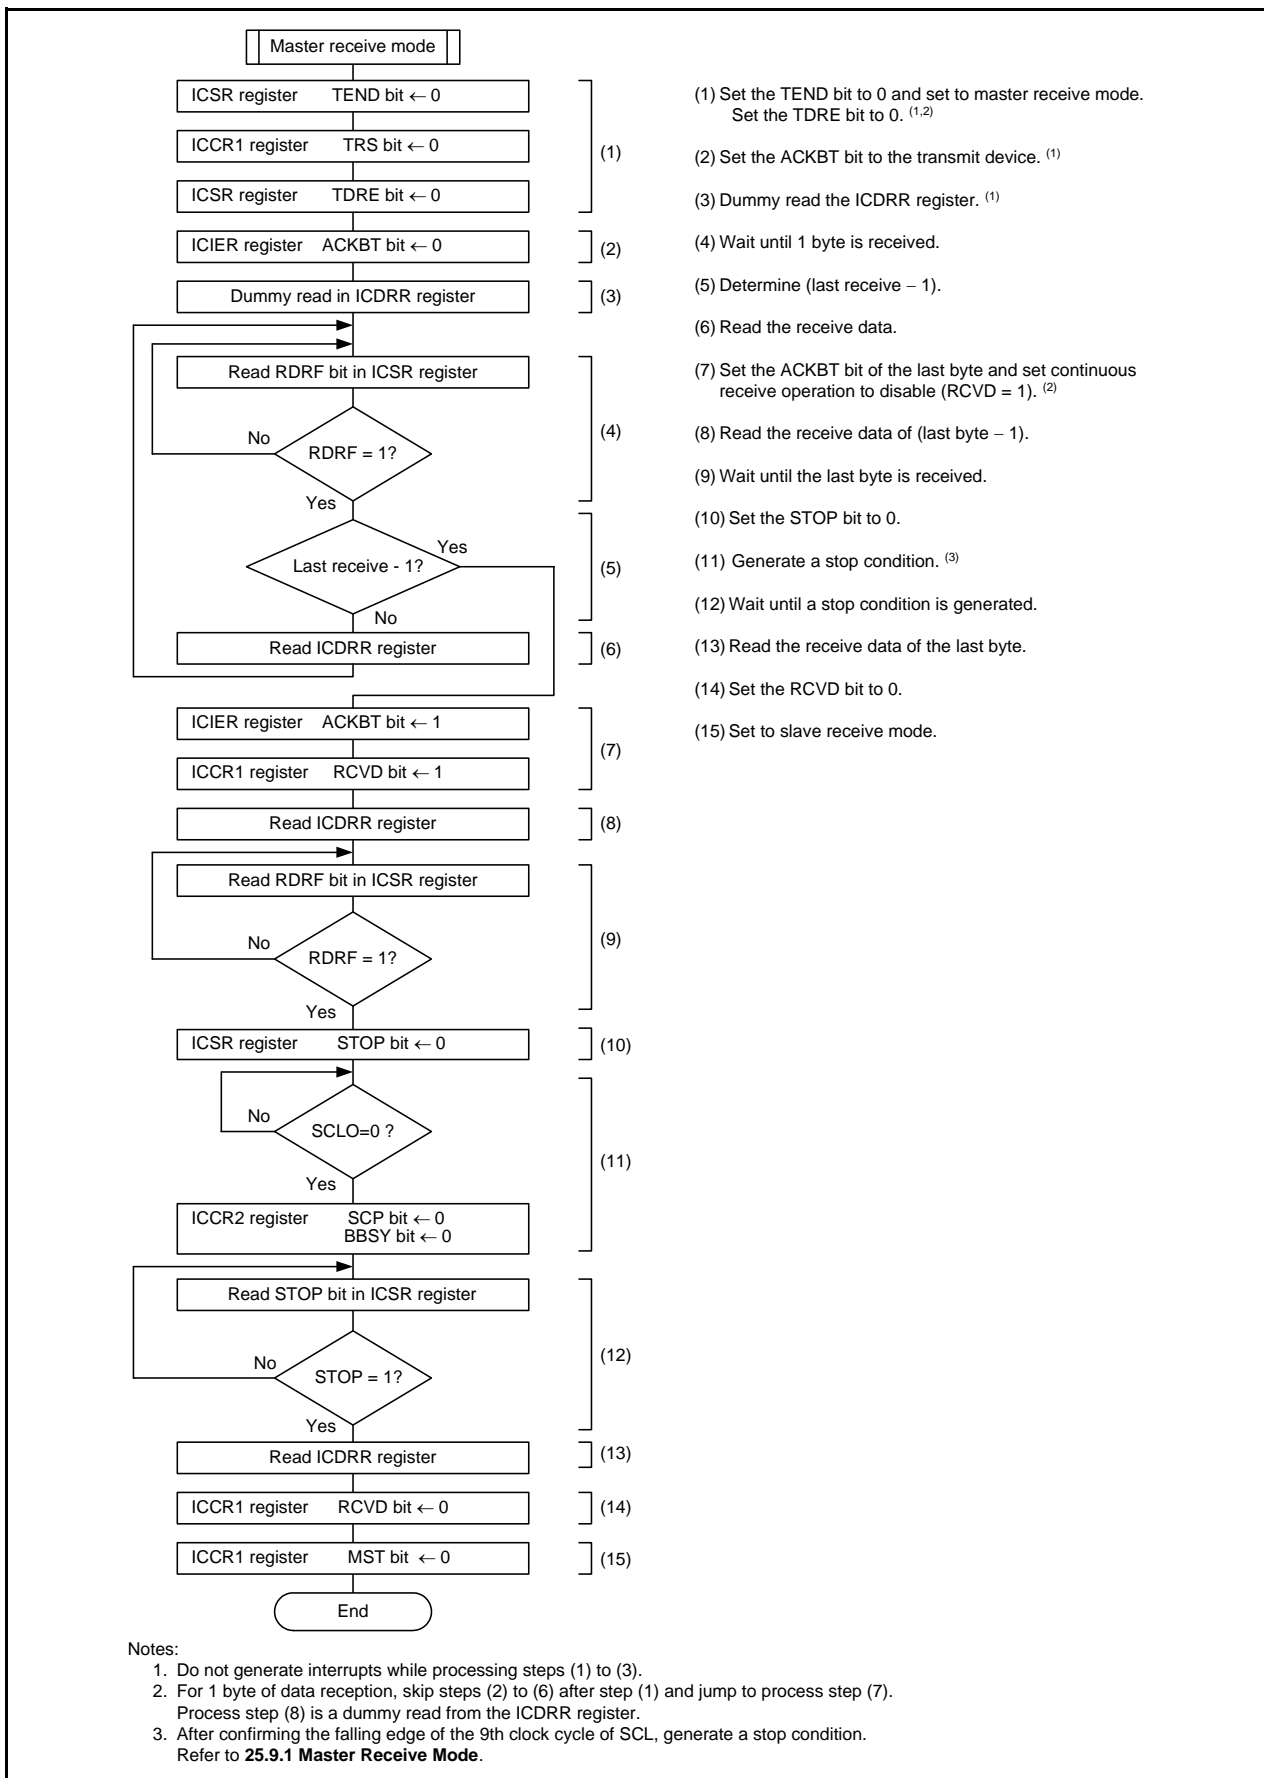 Master receive mode
ICSR register TEND bit ← 0
ICCR1 register TRS bit ← 0
ICSR register TDRE bit ← 0
(1)
ICIER register ACKBT bit ← 0
(2)
Dummy read in ICDRR register
(3)
Read RDRF bit in ICSR register
No
RDRF = 1?
(4)
Yes
Last receive - 1?
Yes
(5)
No
Read ICDRR register
(6)
ICIER register ACKBT bit ← 1
ICCR1 register RCVD bit ← 1
(7)
Read ICDRR register
(8)
Read RDRF bit in ICSR register
No
RDRF = 1?
(9)
Yes
ICSR register STOP bit ← 0
(10)
No
SCLO=0 ?
(11)
Yes
ICCR2 register SCP bit ← 0
BBSY bit ← 0
Read STOP bit in ICSR register
No
STOP = 1?
(12)
Yes
Read ICDRR register
(13)
ICCR1 register RCVD bit ← 0
(14)
ICCR1 register MST bit ← 0
(15)
End
(1) Set the TEND bit to 0 and set to master receive mode.
Set the TDRE bit to 0. (1,2)
(2) Set the ACKBT bit to the transmit device. (1)
(3) Dummy read the ICDRR register. (1)
(4) Wait until 1 byte is received.
(5) Determine (last receive − 1).
(6) Read the receive data.
(7) Set the ACKBT bit of the last byte and set continuous
receive operation to disable (RCVD = 1). (2)
(8) Read the receive data of (last byte − 1).
(9) Wait until the last byte is received.
(10) Set the STOP bit to 0.
(11) Generate a stop condition. (3)
(12) Wait until a stop condition is generated.
(13) Read the receive data of the last byte.
(14) Set the RCVD bit to 0.
(15) Set to slave receive mode.
Notes:
1. Do not generate interrupts while processing steps (1) to (3).
2. For 1 byte of data reception, skip steps (2) to (6) after step (1) and jump to process step (7).
Process step (8) is a dummy read from the ICDRR register.
3. After confirming the falling edge of the 9th clock cycle of SCL, generate a stop condition.
Refer to 25.9.1 Master Receive Mode.